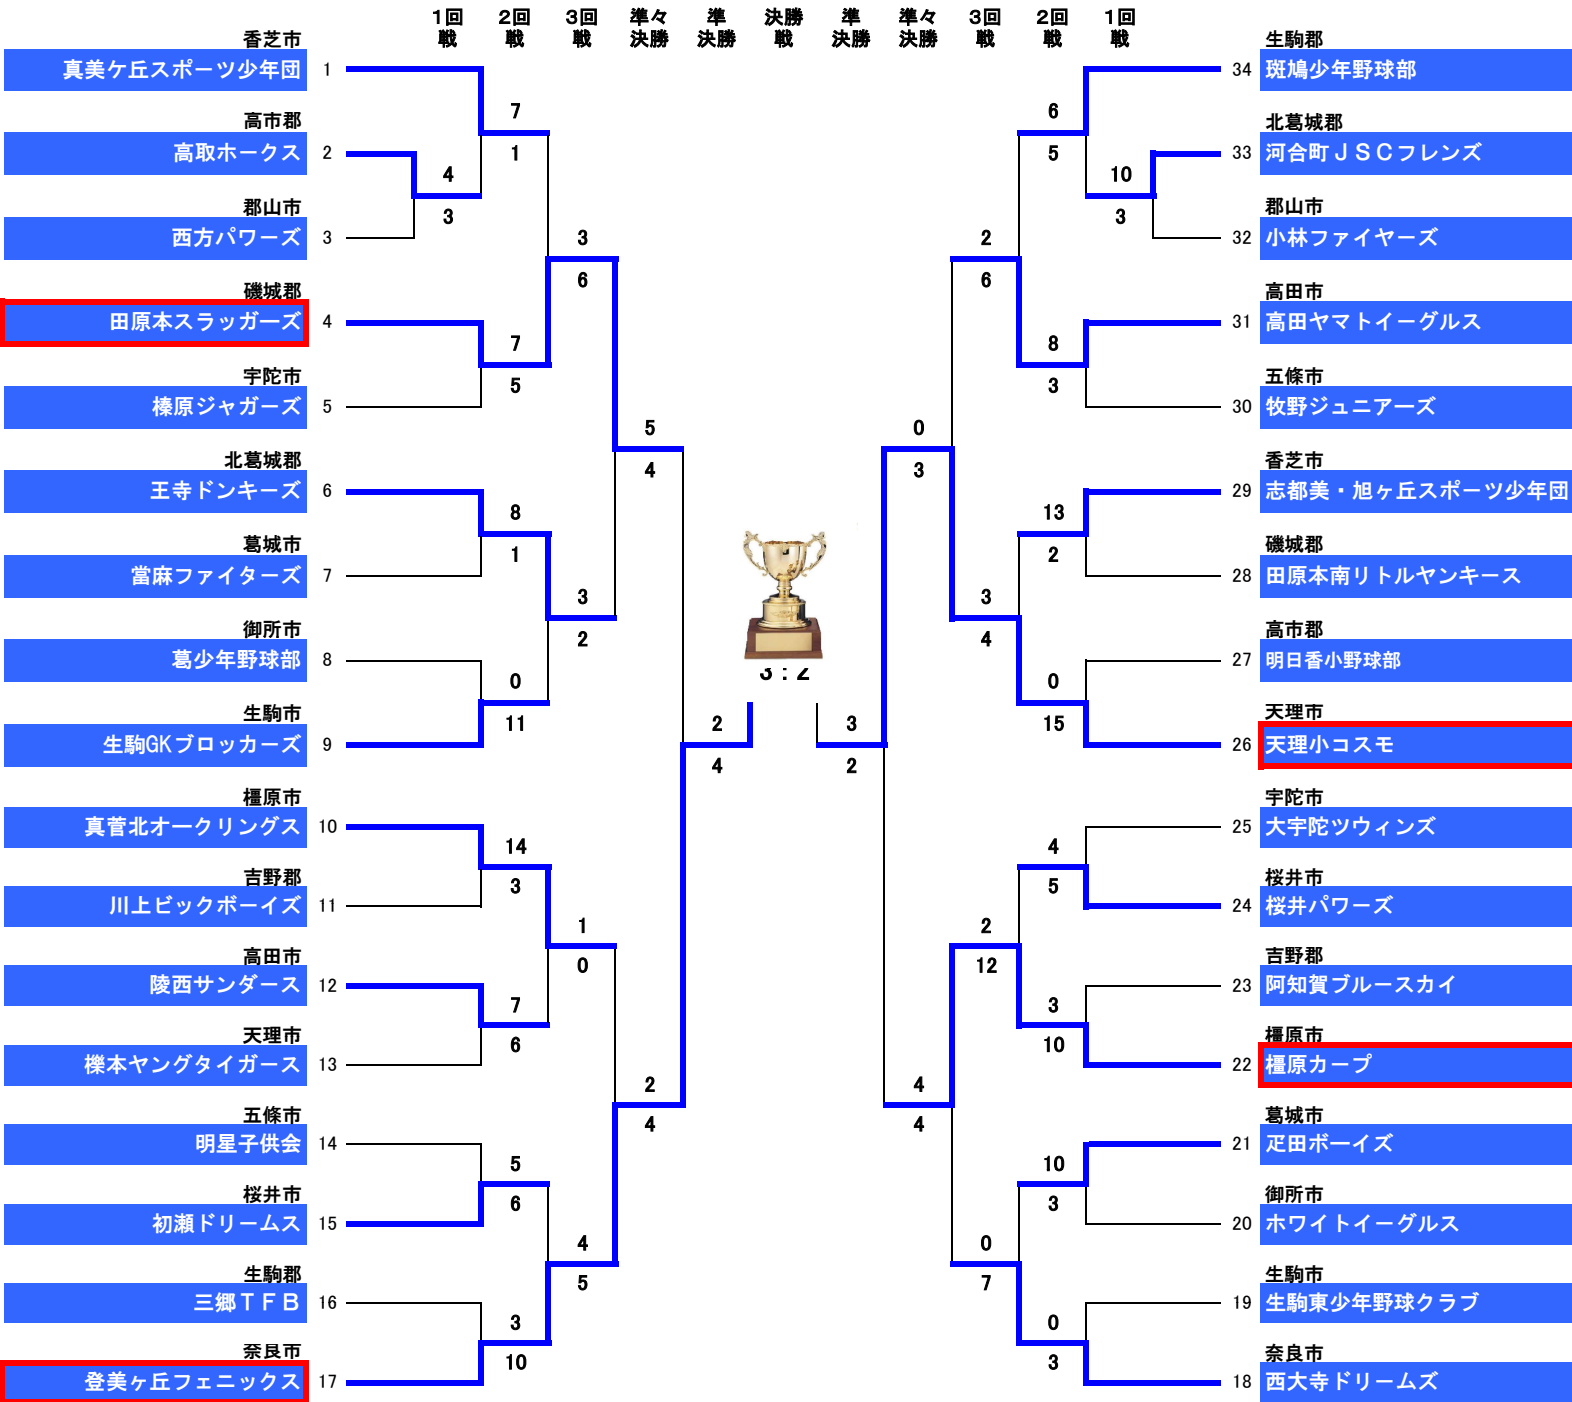 1回戦
2回戦
3回戦
準々決勝
準決勝
決勝戦
準決勝
準々決勝
3回戦
2回戦
1回戦
香芝市
真美ケ丘スポーツ少年団 1
高市郡
高取ホークス 2
郡山市
西方パワーズ 3
磯城郡
田原本スラッガーズ 4
宇陀市
榛原ジャガーズ 5
北葛城郡
王寺ドンキーズ 6
葛城市
當麻ファイターズ 7
御所市
葛少年野球部 8
生駒市
生駒GKブロッカーズ 9
橿原市
真菅北オークリングス 10
吉野郡
川上ビックボーイズ 11
高田市
陵西サンダース 12
天理市
櫟本ヤングタイガース 13
五條市
明星子供会 14
桜井市
初瀬ドリームス 15
生駒郡
三郷ＴＦＢ 16
奈良市
登美ヶ丘フェニックス 17
4
3
7
1
7
5
8
1
0
11
14
3
7
6
5
6
3
10
3
6
3
2
1
0
4
5
5
4
2
4
2
4
3：2
3
2
0
3
4
4
2
6
3
4
2
12
0
7
6
5
8
3
13
2
0
15
4
5
3
10
10
3
0
3
10
3
生駒郡
34 斑鳩少年野球部
北葛城郡
33 河合町ＪＳＣフレンズ
郡山市
32 小林ファイヤーズ
高田市
31 高田ヤマトイーグルス
五條市
30 牧野ジュニアーズ
香芝市
29 志都美・旭ヶ丘スポーツ少年団
磯城郡
28 田原本南リトルヤンキース
高市郡
27 明日香小野球部
天理市
26 天理小コスモ
宇陀市
25 大宇陀ツウィンズ
桜井市
24 桜井パワーズ
吉野郡
23 阿知賀ブルースカイ
橿原市
22 橿原カープ
葛城市
21 疋田ボーイズ
御所市
20 ホワイトイーグルス
生駒市
19 生駒東少年野球クラブ
奈良市
18 西大寺ドリームズ